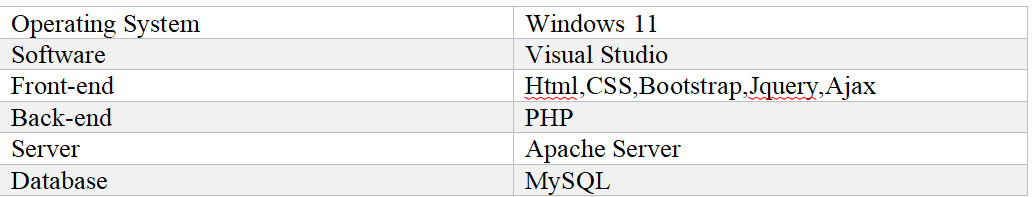 Operating System Windows 11
Software Visual Studio
Front-end Html,CSS,Bootstrap,Jquery,Ajax
Back-end PHP
Server Apache Server
Database MySQL